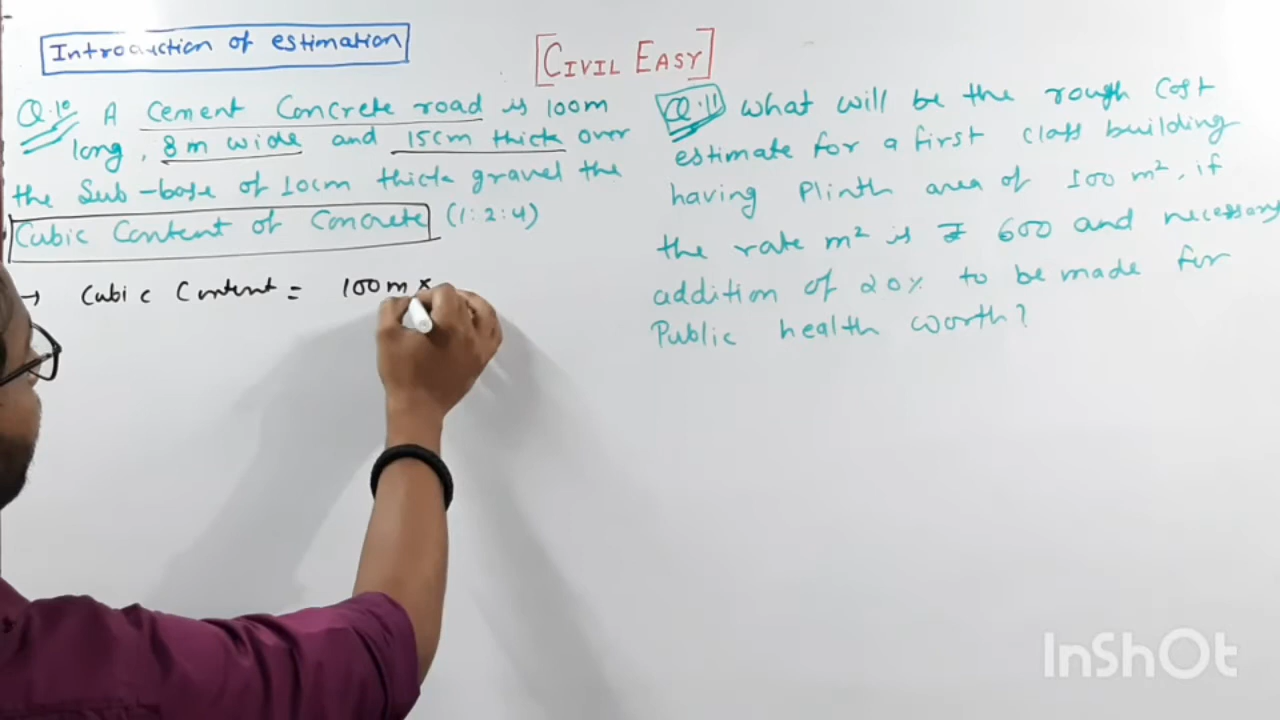 Introduction of estimation
[CIVIL EASY]
Q.10 A cement Concrete road is 100m
long, 8m wide and 15cm thick over
the Sub-base of 10cm thick gravel the
Cubic Content of Concrete (1:2:4)
→ Cubic Content = 100m ×
Q.11 What will be the rough Cost
estimate for a first class building
having Plinth area of 100 m², if
the rate m² is ₹ 600 and necessary
addition of 20% to be made for
Public health worth?
InShOt